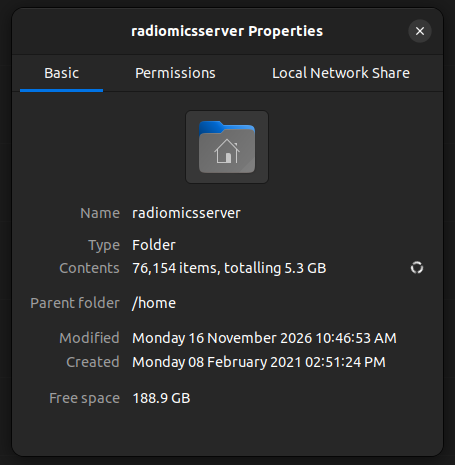 radiomicsserver Properties
Basic Permissions Local Network Share
Name radiomicsserver
Type Folder
Contents 76,154 items, totalling 5.3 GB
Parent folder /home
Modified Monday 16 November 2026 10:46:53 AM
Created Monday 08 February 2021 02:51:24 PM
Free space 188.9 GB